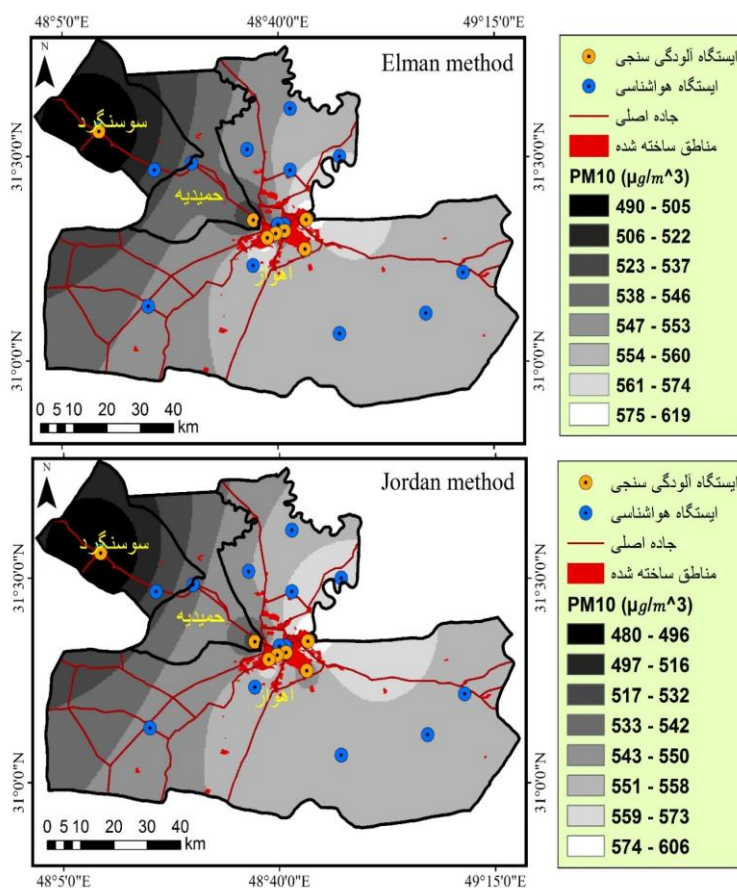 48°5'0"E 48°40'0"E 49°15'0"E
N
Elman method
سوسنگرد
حمیدیه
اهواز
31°30'0"N
31°0'0"N
0 5 10 20 30 40
km
ایستگاه آلودگی سنجی
ایستگاه هواشناسی
جاده اصلی
مناطق ساخته شده
PM10 (µg/m^3)
490 - 505
506 - 522
523 - 537
538 - 546
547 - 553
554 - 560
561 - 574
575 - 619
N
Jordan method
سوسنگرد
حمیدیه
اهواز
31°30'0"N
31°0'0"N
0 5 10 20 30 40
km
48°5'0"E 48°40'0"E 49°15'0"E
ایستگاه آلودگی سنجی
ایستگاه هواشناسی
جاده اصلی
مناطق ساخته شده
PM10 (µg/m^3)
480 - 496
497 - 516
517 - 532
533 - 542
543 - 550
551 - 558
559 - 573
574 - 606